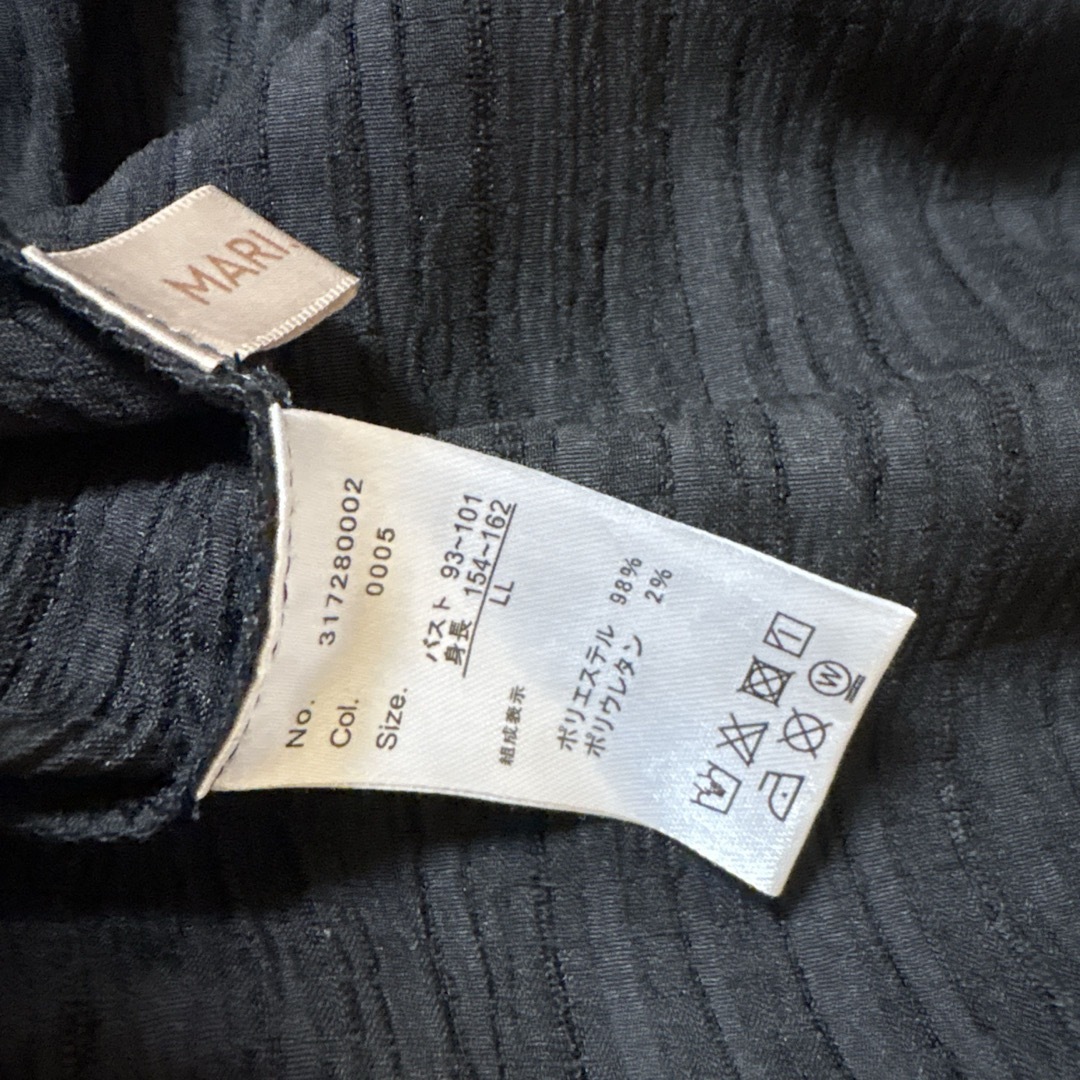 MARI
No. 317280002
Col. 0005
Size. バスト 93~101
身長 154~162
LL
組成表示
ポリエステル 98%
ポリウレタン 2%
W